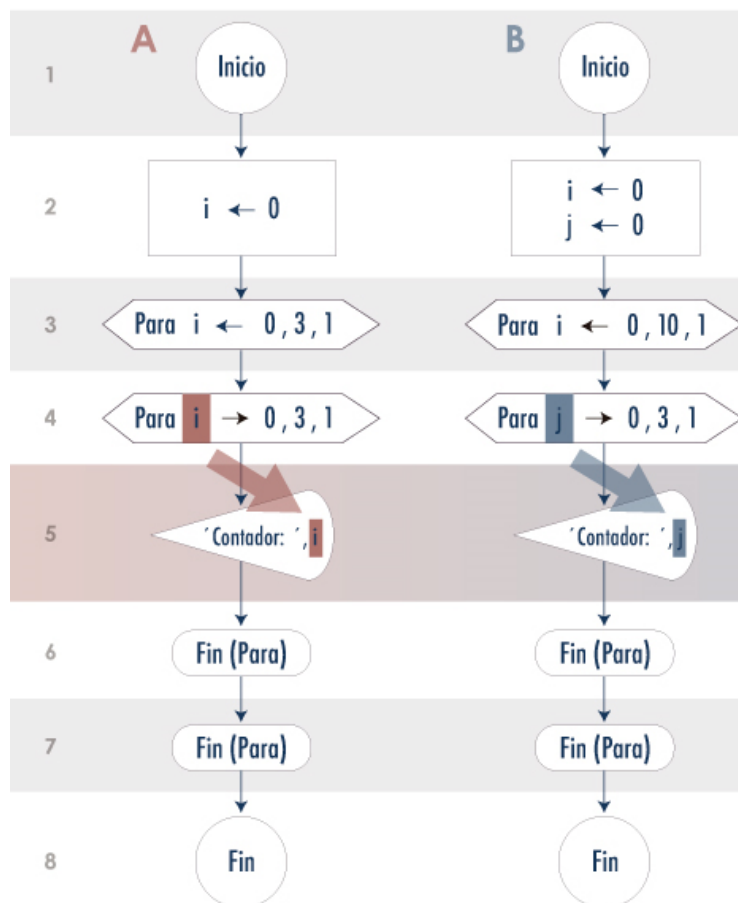 A B
1 Inicio Inicio
2 i ← 0 i ← 0
j ← 0
3 Para i ← 0 , 3 , 1 Para i ← 0 , 10 , 1
4 Para i → 0 , 3 , 1 Para j → 0 , 3 , 1
5 ´Contador: ´, i ´Contador: ´, j
6 Fin (Para) Fin (Para)
7 Fin (Para) Fin (Para)
8 Fin Fin